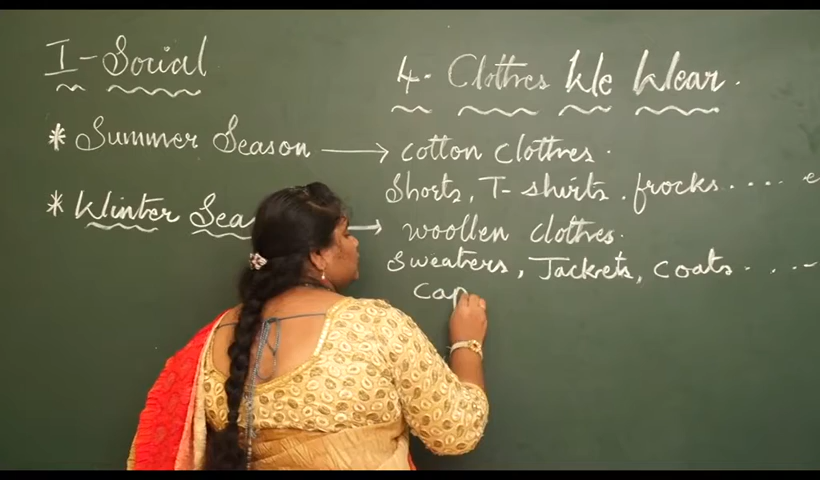 I - Social
4. Clothes We Wear.
* Summer Season → cotton clothes.
Shorts, T-shirts, frocks.... e
* Winter Sea → woollen clothes.
Sweaters, Jackets, coats....
Cap